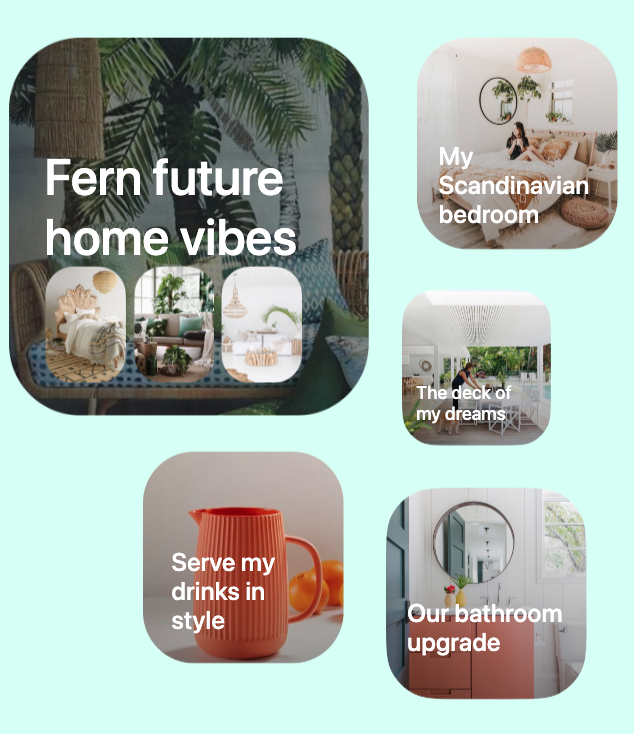 Fern future
home vibes
My
Scandinavian
bedroom
The deck of
my dreams
Serve my
drinks in
style
Our bathroom
upgrade